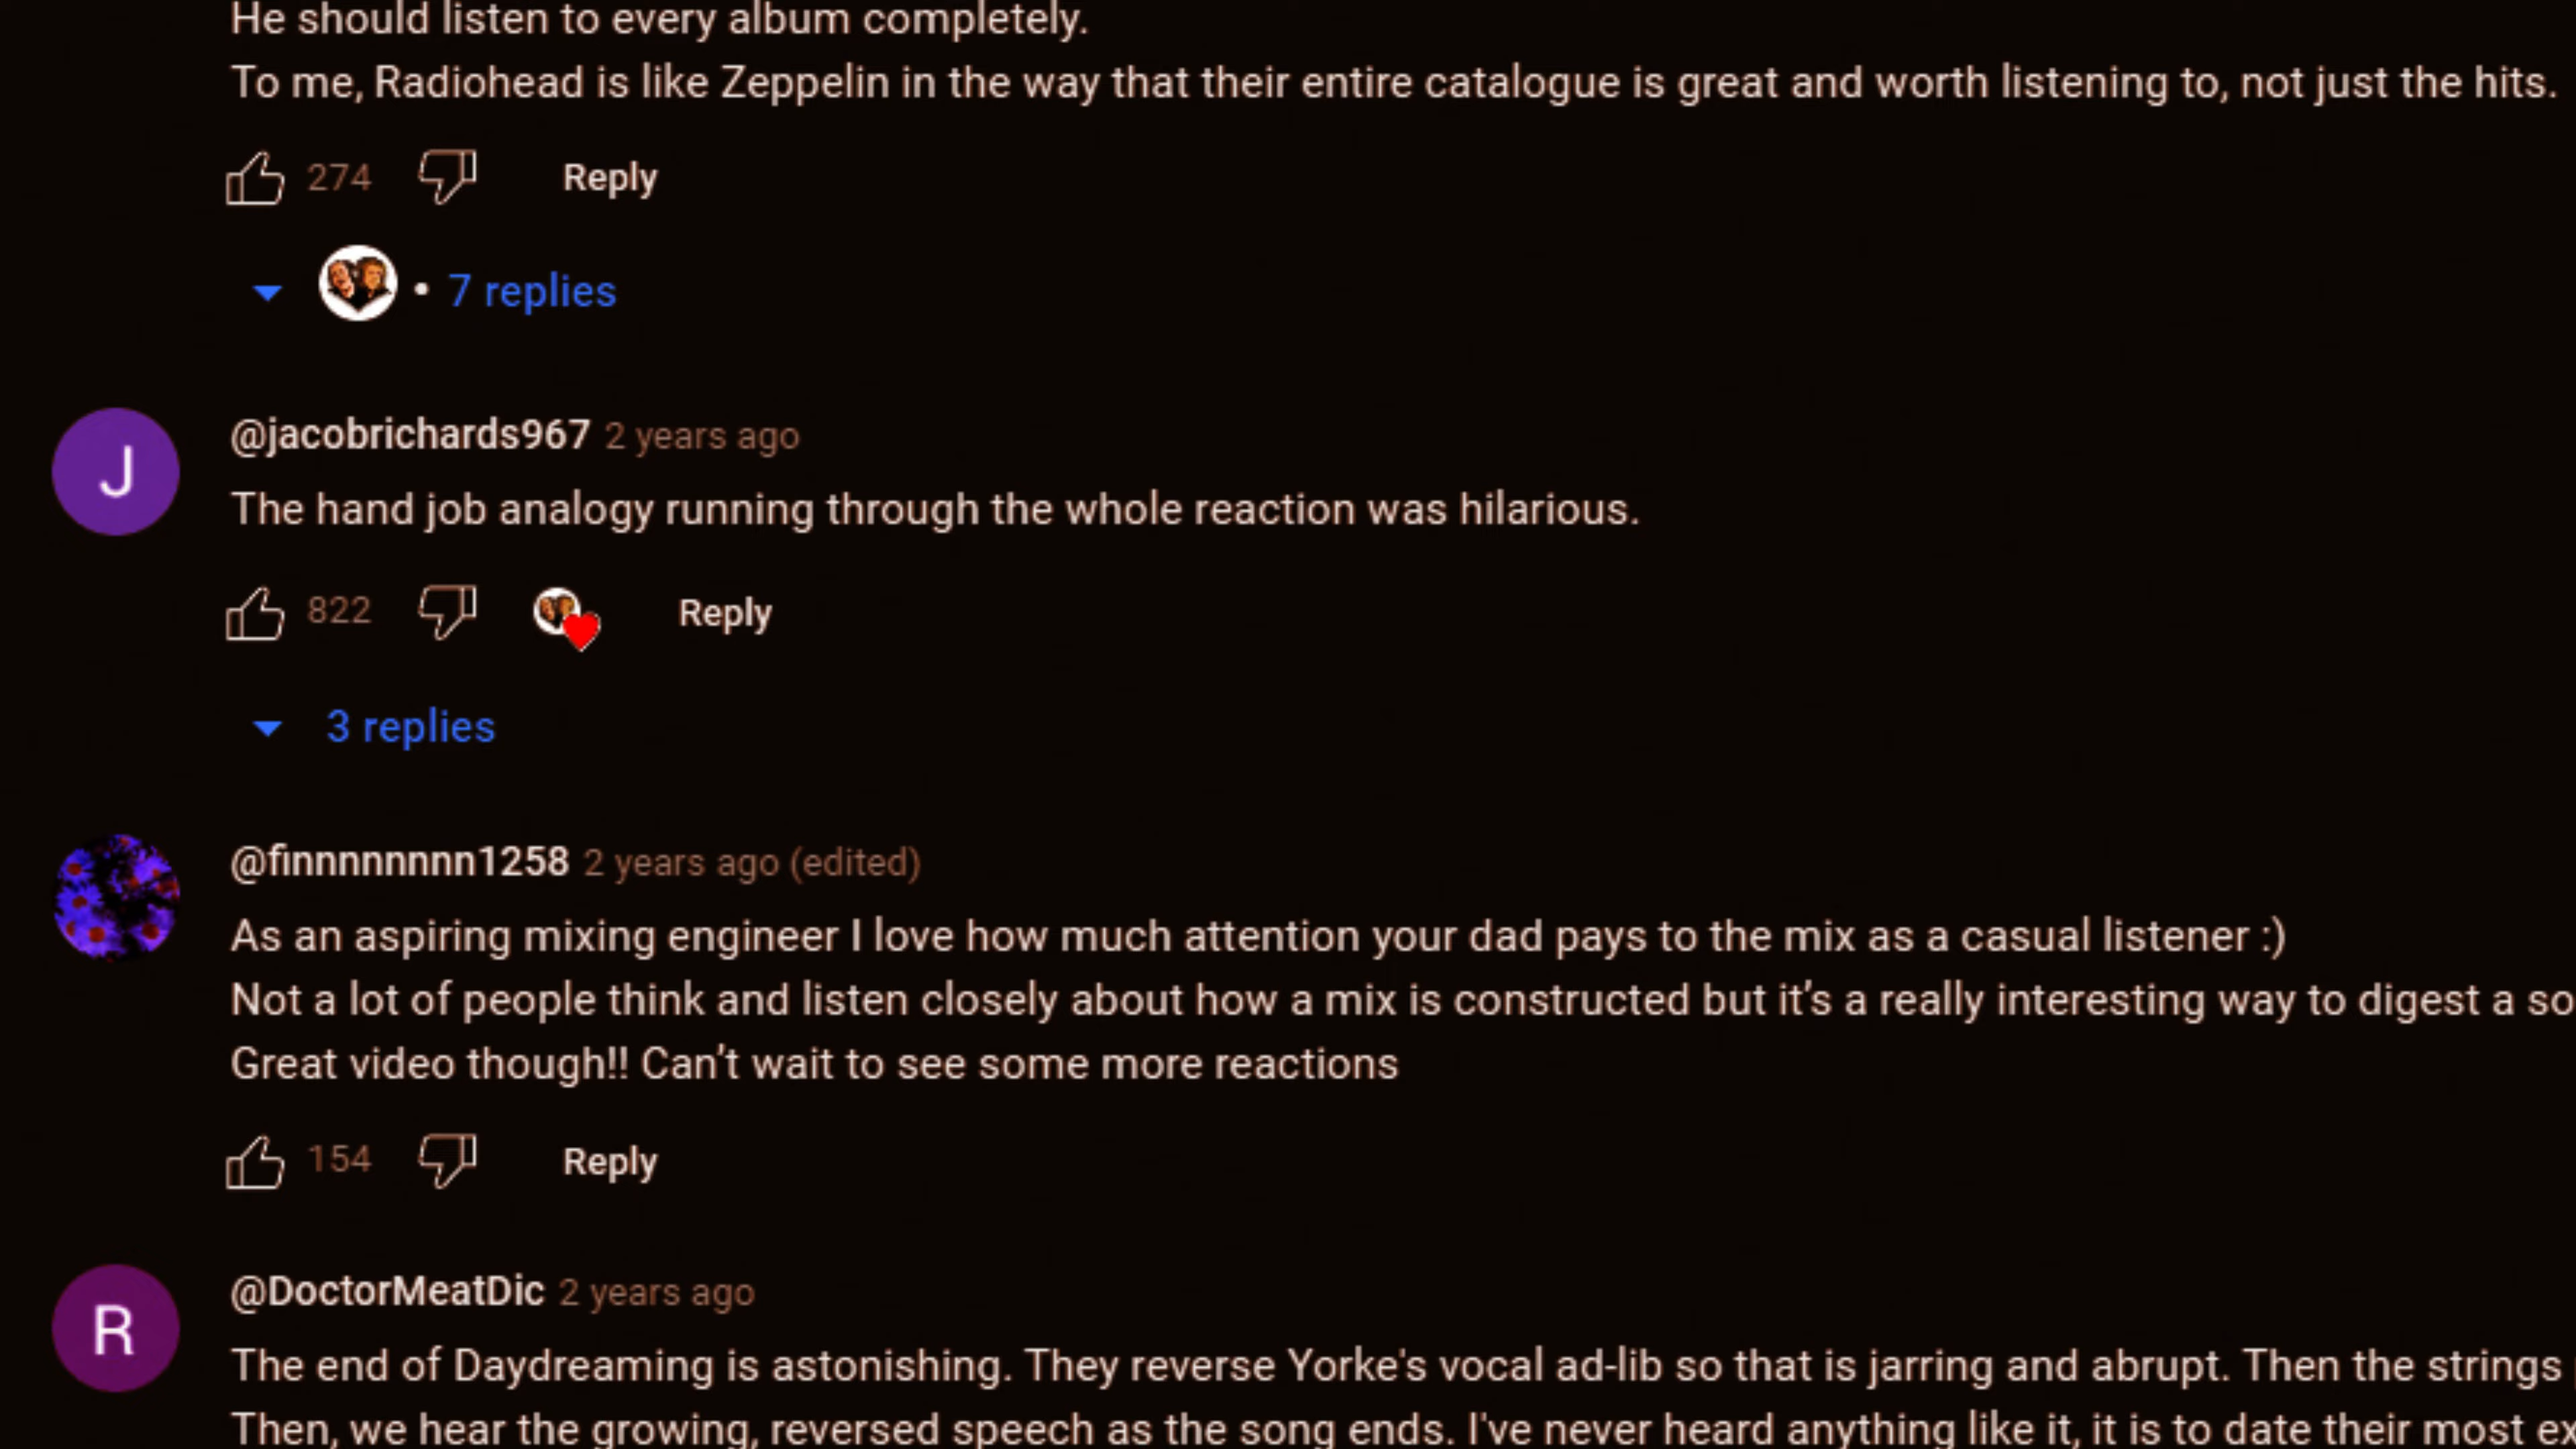 He should listen to every album completely.
To me, Radiohead is like Zeppelin in the way that their entire catalogue is great and worth listening to, not just the hits.
274 Reply
• 7 replies
J
@jacobrichards967 2 years ago
The hand job analogy running through the whole reaction was hilarious.
822 Reply
3 replies
@finnnnnnnn1258 2 years ago (edited)
As an aspiring mixing engineer I love how much attention your dad pays to the mix as a casual listener :)
Not a lot of people think and listen closely about how a mix is constructed but it’s a really interesting way to digest a so
Great video though!! Can’t wait to see some more reactions
154 Reply
R
@DoctorMeatDic 2 years ago
The end of Daydreaming is astonishing. They reverse Yorke's vocal ad-lib so that is jarring and abrupt. Then the strings
Then, we hear the growing, reversed speech as the song ends. I've never heard anything like it, it is to date their most